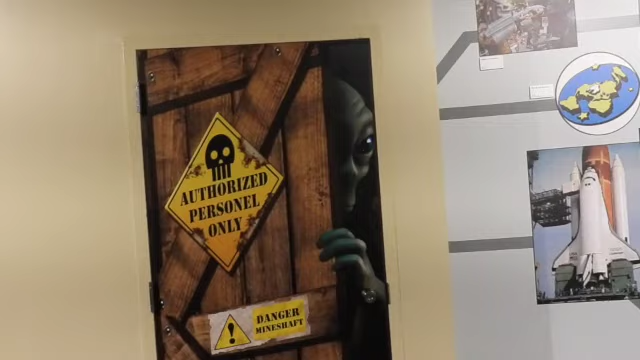 AUTHORIZED
PERSONEL
ONLY
DANGER
MINESHAFT